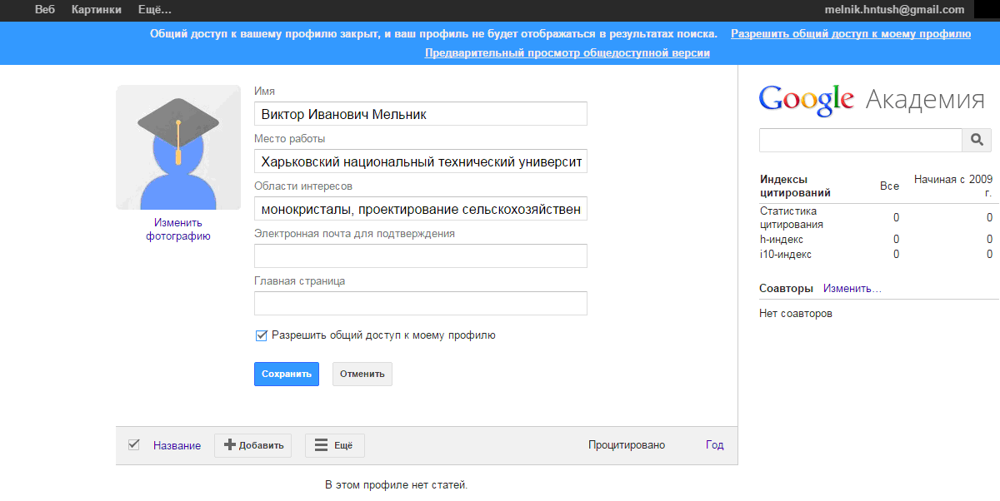 Веб Картинки Ещё... melnik.hntush@gmail.com
Общий доступ к вашему профилю закрыт, и ваш профиль не будет отображаться в результатах поиска. Разрешить общий доступ к моему профилю
Предварительный просмотр общедоступной версии
Изменить
фотографию
Имя
Виктор Иванович Мельник
Место работы
Харьковский национальный технический университ
Области интересов
монокристалы, проектирование сельскохозяйствен
Электронная почта для подтверждения
Главная страница
Разрешить общий доступ к моему профилю
Сохранить Отменить
Название Добавить Ещё Процитировано Год
В этом профиле нет статей.
Google Академия
Индексы
цитирований Все Начиная с 2009
г.
Статистика
цитирования 0 0
h-индекс 0 0
i10-индекс 0 0
Соавторы Изменить...
Нет соавторов